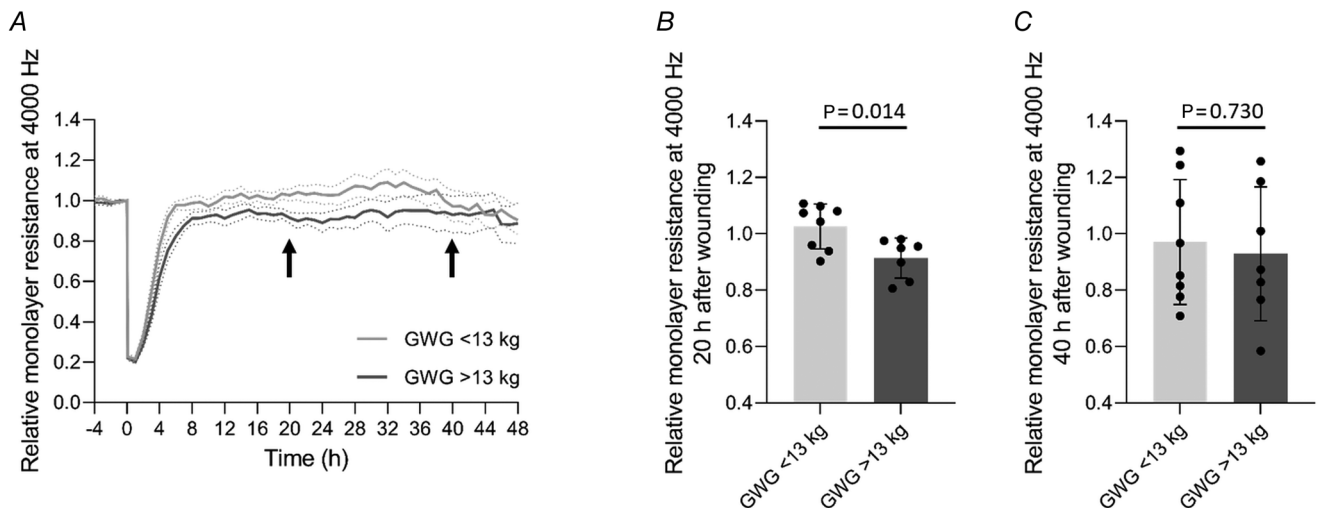 A
Relative monolayer resistance at 4000 Hz
1.4
1.2
1.0
0.8
0.6
0.4
0.2
0.0
-4 0 4 8 12 16 20 24 28 32 36 40 44 48
Time (h)
GWG <13 kg
GWG >13 kg
B
Relative monolayer resistance at 4000 Hz
20 h after wounding
P=0.014
1.4
1.2
1.0
0.8
0.6
0.4
GWG <13 kg
GWG >13 kg
C
Relative monolayer resistance at 4000 Hz
40 h after wounding
P=0.730
1.4
1.2
1.0
0.8
0.6
0.4
GWG <13 kg
GWG >13 kg